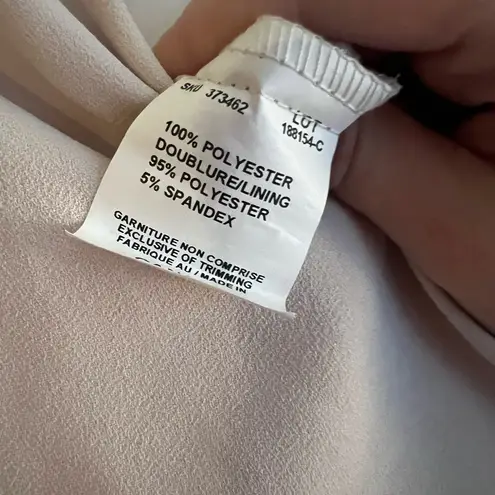 SKU 373462
LOT
188154-C
100% POLYESTER
DOUBLURE/LINING
95% POLYESTER
5% SPANDEX
GARNITURE NON COMPRISE
EXCLUSIVE OF TRIMMING
FABRIQUE AU / MADE IN